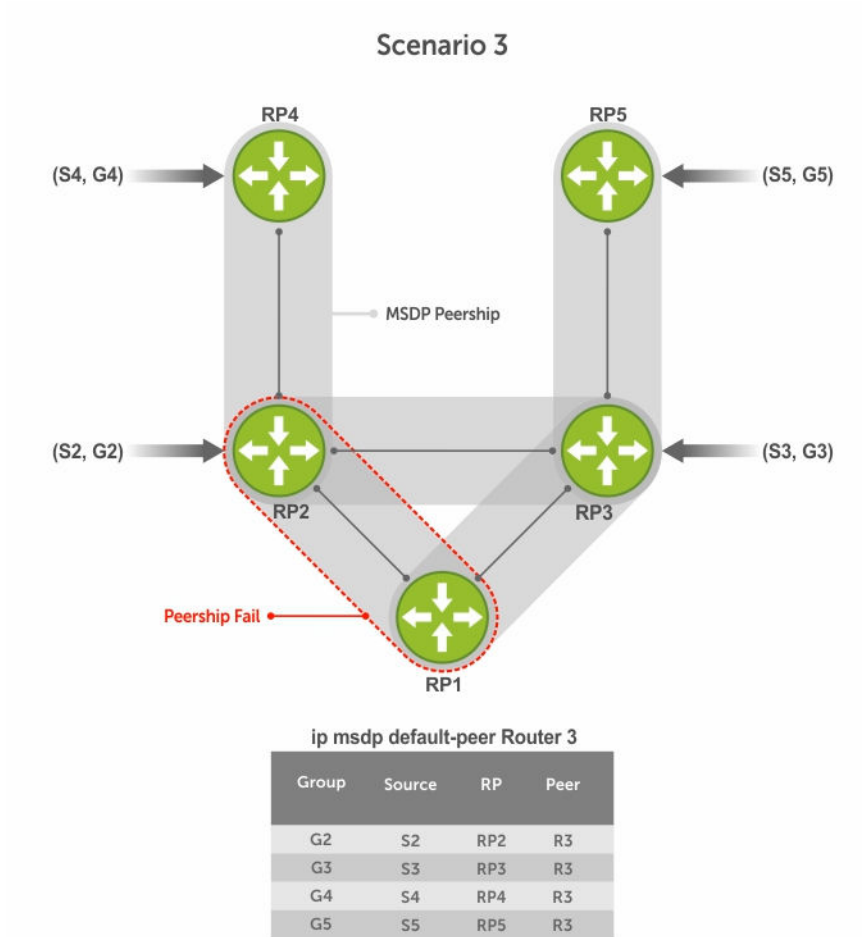 Scenario 3
RP4
RP5
(S4, G4)
(S5, G5)
MSDP Peership
(S2, G2)
(S3, G3)
RP2
RP3
Peership Fail
RP1
ip msdp default-peer Router 3
Group Source RP Peer
G2 S2 RP2 R3
G3 S3 RP3 R3
G4 S4 RP4 R3
G5 S5 RP5 R3